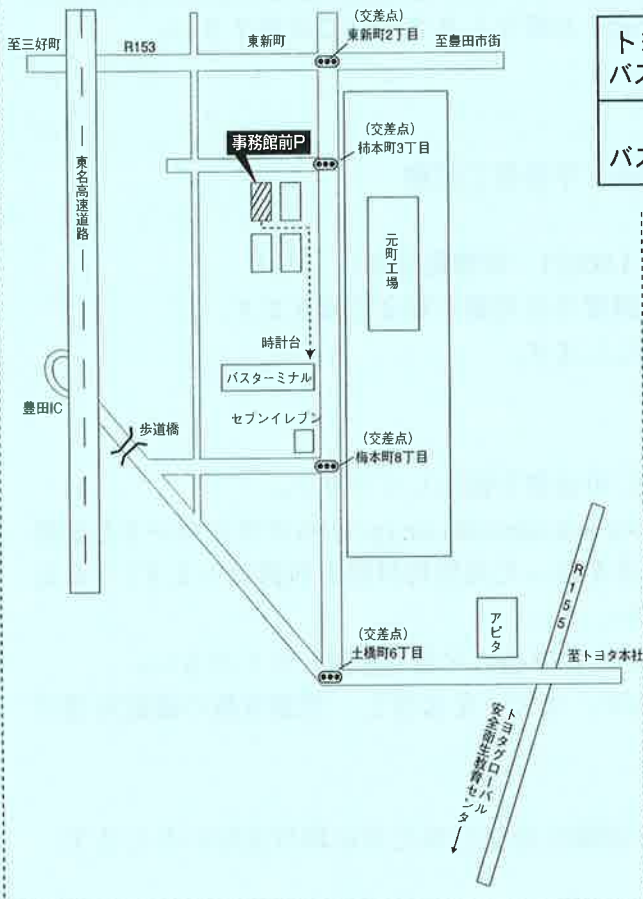 (交差点)
東新町2丁目
至三好町
R153
東新町
至豊田市街
事務館前P
(交差点)
柿本町3丁目
東名高速道路
元町工場
時計台
バスターミナル
豊田IC
歩道橋
セブンイレブン
(交差点)
梅本町8丁目
R155
アピタ
(交差点)
土橋町6丁目
至トヨタ本社
トヨタグローバル
安全衛生教育センタ
バス